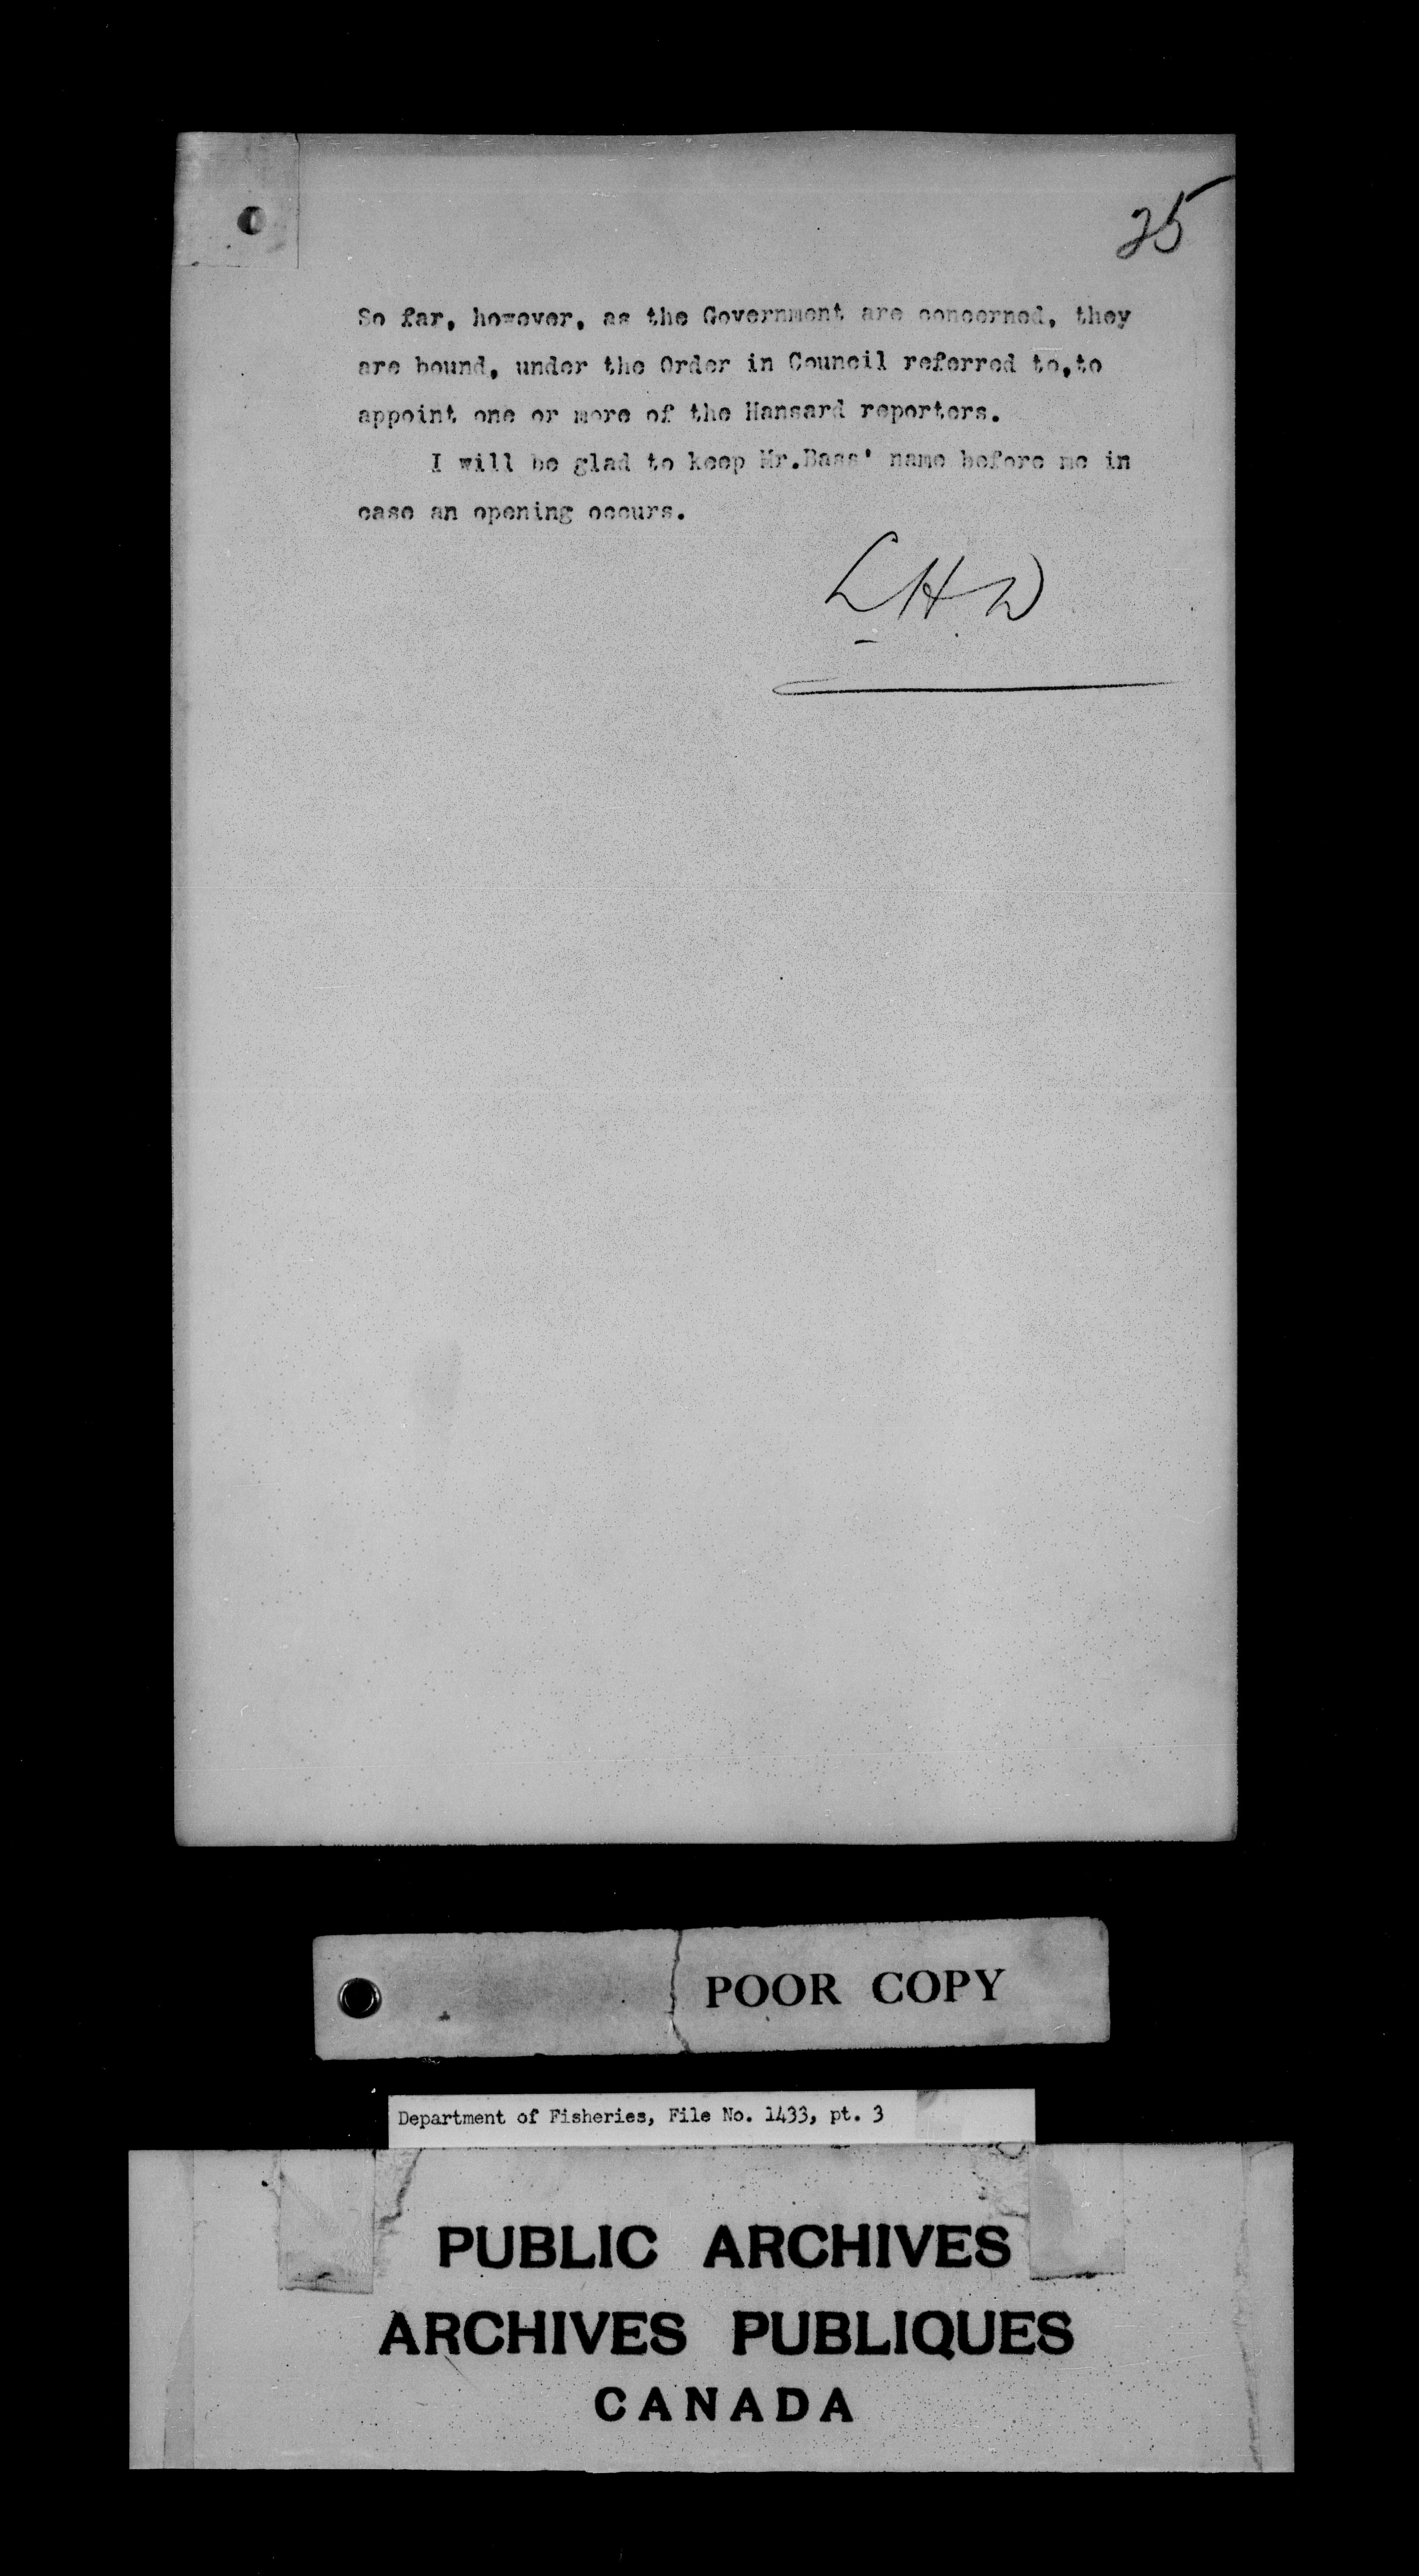 25
So far, however, as the Government are concerned, they
are bound, under the Order in Council referred to,to
appoint one or more of the Hansard reporters.
I will be glad to keep Mr.Bass' name before me in
case an opening occurs.
L.H.D
POOR COPY
Department of Fisheries, File No. 1433, pt. 3
PUBLIC ARCHIVES
ARCHIVES PUBLIQUES
CANADA